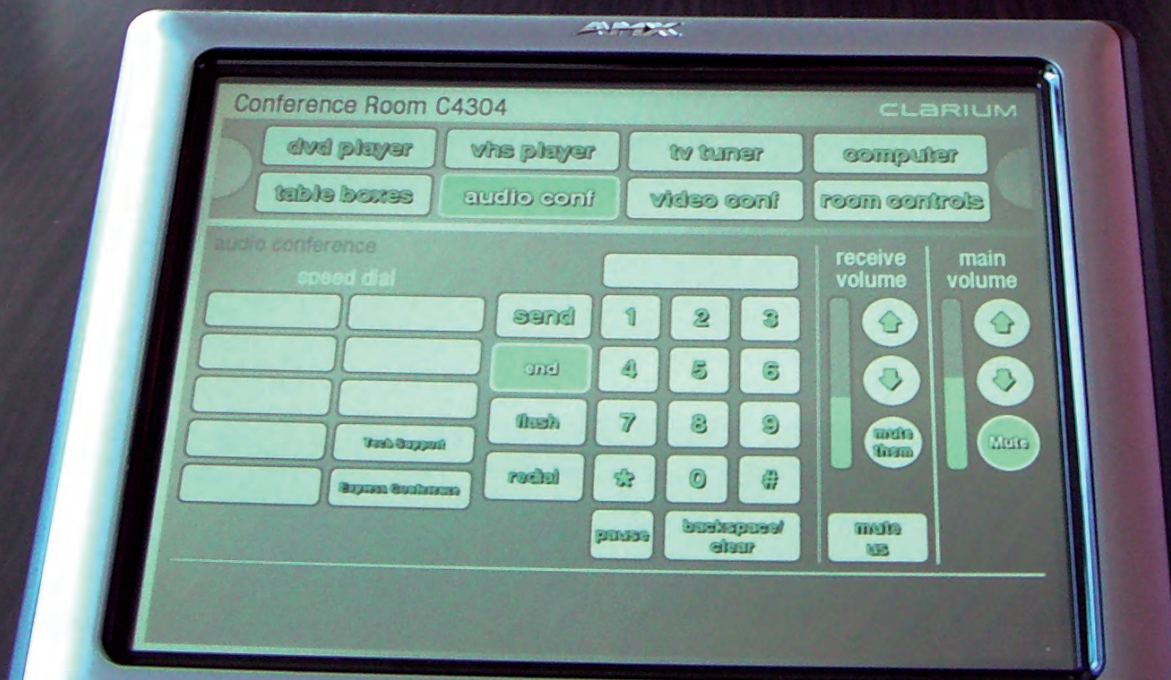 AMX
Conference Room C4304
CLARIUM
dvd player
vhs player
tv tuner
computer
table boxes
audio conf
video conf
room controls
audio conference
speed dial
Tech Support
Express Conference
send
end
flash
redial
1 2 3
4 5 6
7 8 9
* 0 #
pause
backspace/
clear
receive
volume
mute
them
mute
us
main
volume
Mute